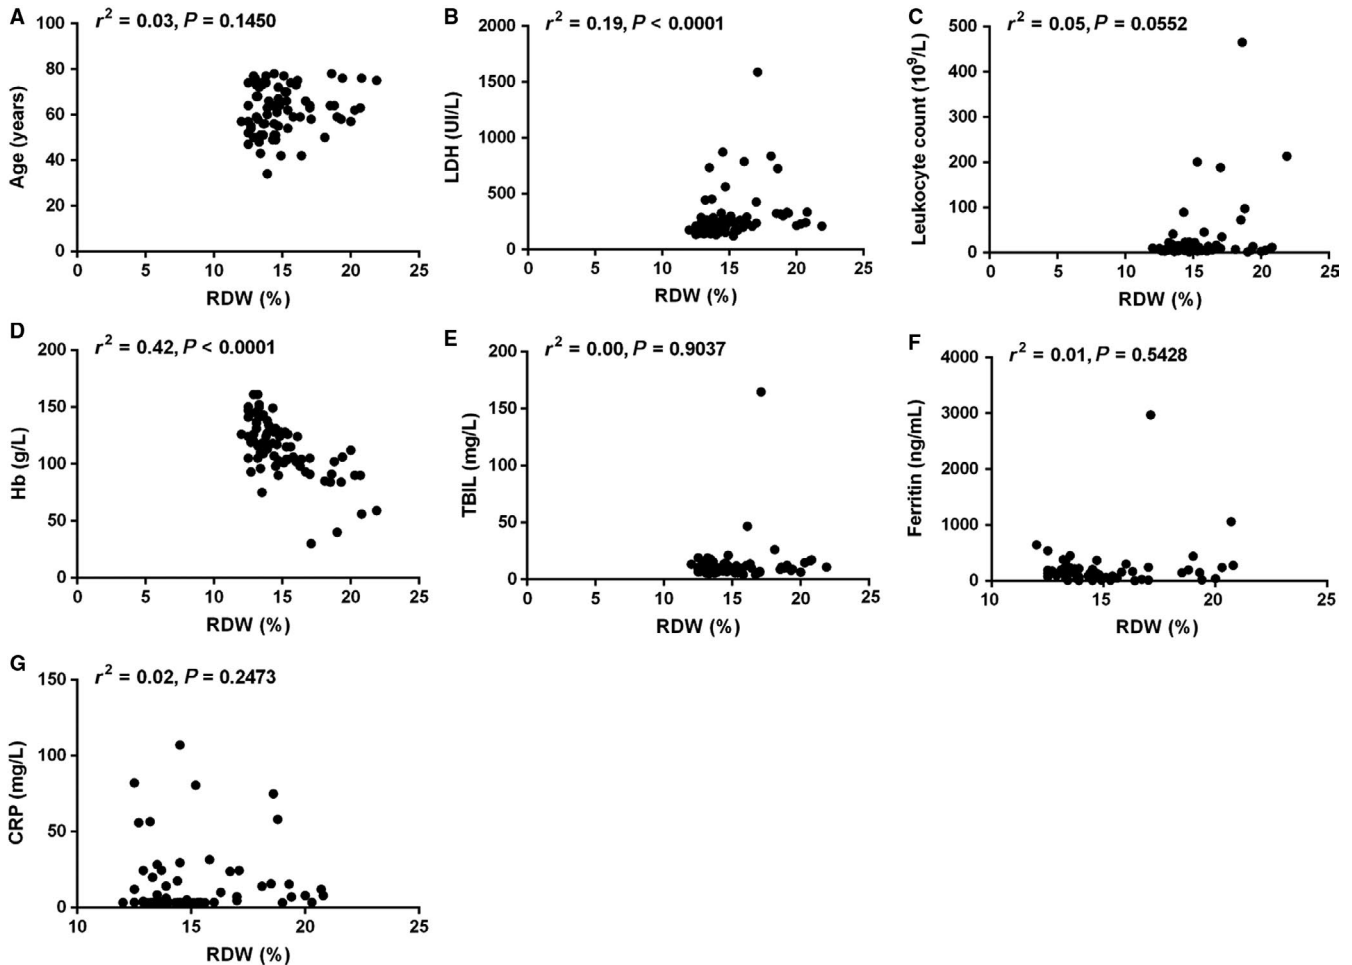 A
r² = 0.03, P = 0.1450
100
80
60
40
20
0
Age (years)
0 5 10 15 20 25
RDW (%)
B
r² = 0.19, P < 0.0001
2000
1500
1000
500
0
LDH (UI/L)
0 5 10 15 20 25
RDW (%)
C
r² = 0.05, P = 0.0552
500
400
300
200
100
0
Leukocyte count (10⁹/L)
0 5 10 15 20 25
RDW (%)
D
r² = 0.42, P < 0.0001
200
150
100
50
0
Hb (g/L)
0 5 10 15 20 25
RDW (%)
E
r² = 0.00, P = 0.9037
200
150
100
50
0
TBIL (mg/L)
0 5 10 15 20 25
RDW (%)
F
r² = 0.01, P = 0.5428
4000
3000
2000
1000
0
Ferritin (ng/mL)
10 15 20 25
RDW (%)
G
r² = 0.02, P = 0.2473
150
100
50
0
CRP (mg/L)
10 15 20 25
RDW (%)